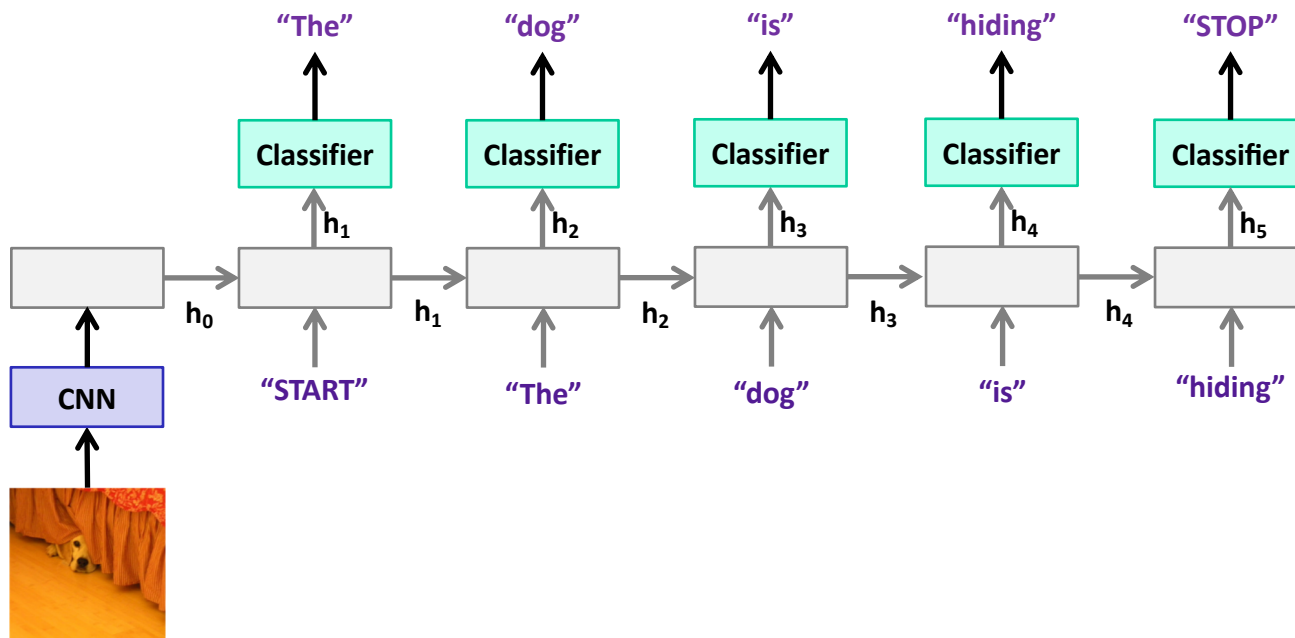 “The” “dog” “is” “hiding” “STOP”
Classifier Classifier Classifier Classifier Classifier
h₁ h₂ h₃ h₄ h₅
h₀ h₁ h₂ h₃ h₄
“START” “The” “dog” “is” “hiding”
CNN